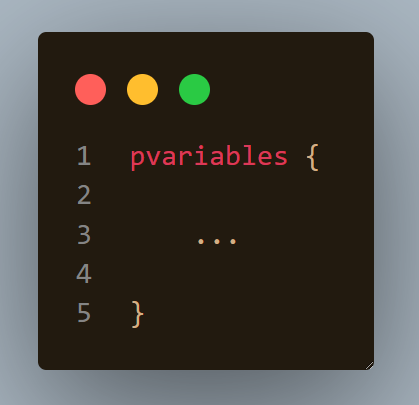 1 pvariables {
2
3 ...
4
5 }